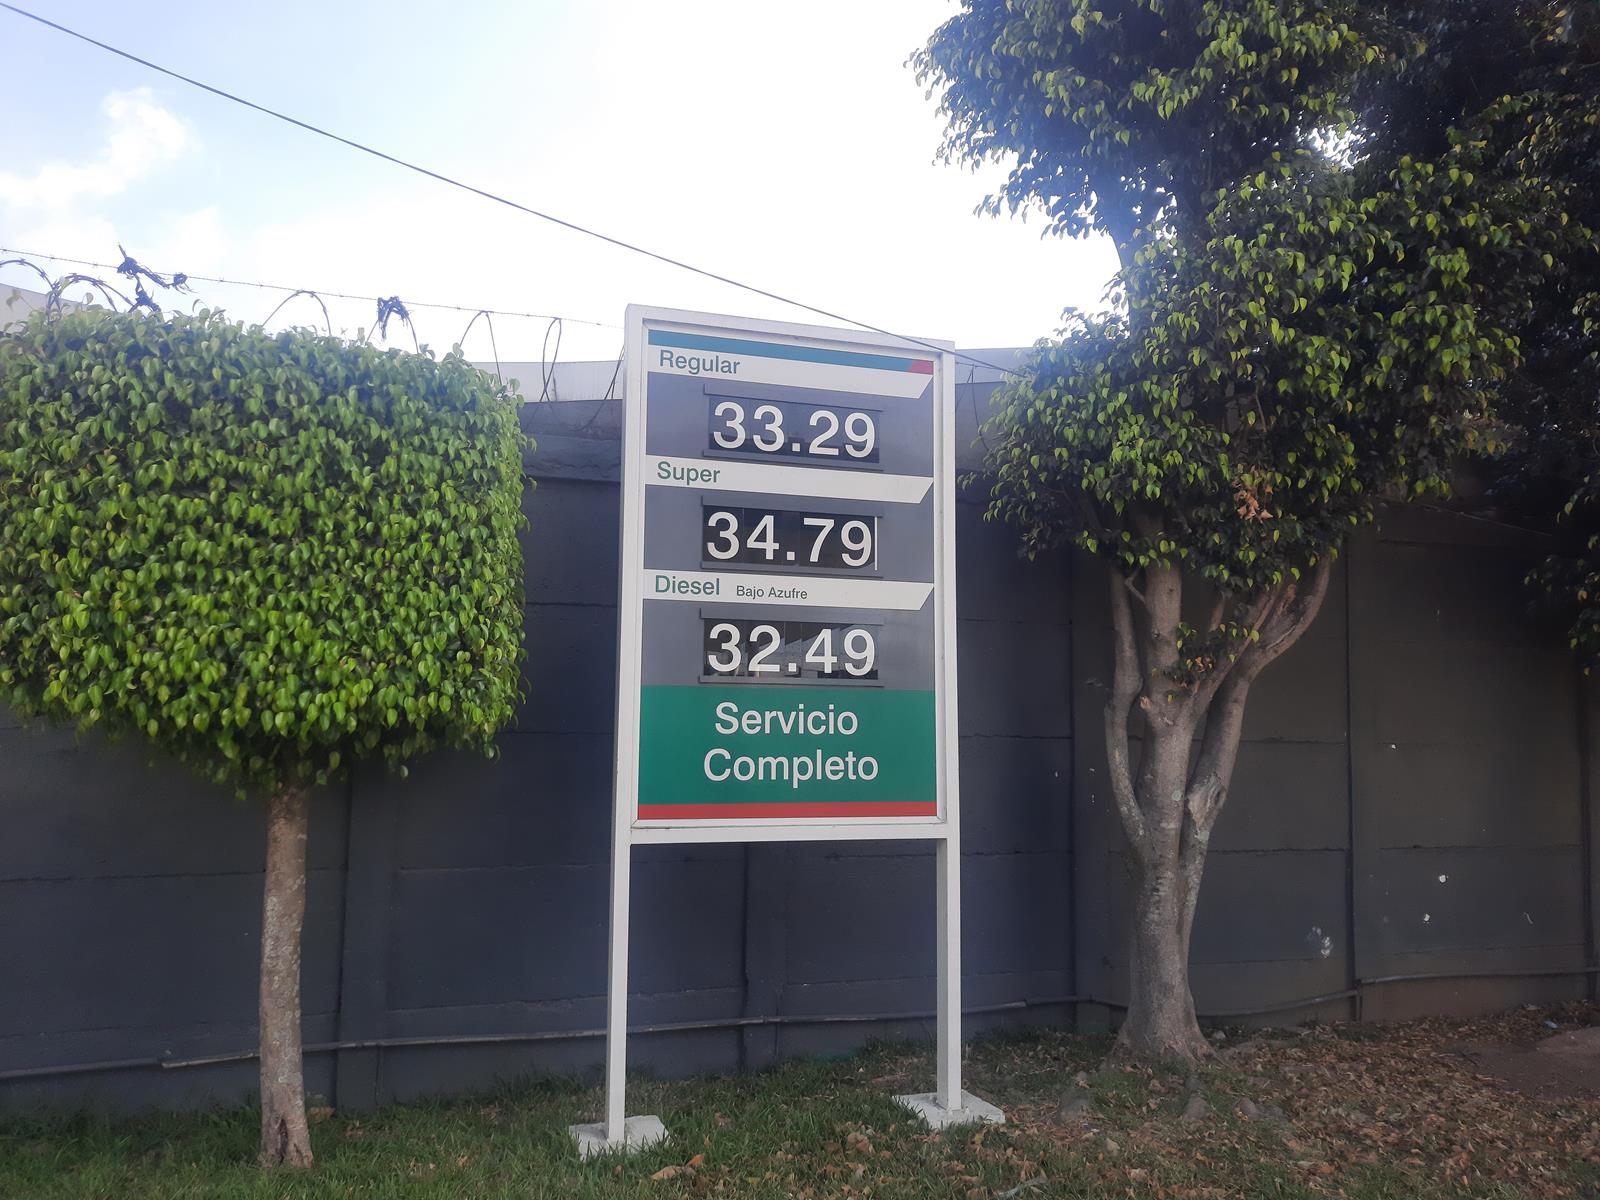 Regular
33.29
Super
34.79
Diesel Bajo Azufre
32.49
Servicio
Completo